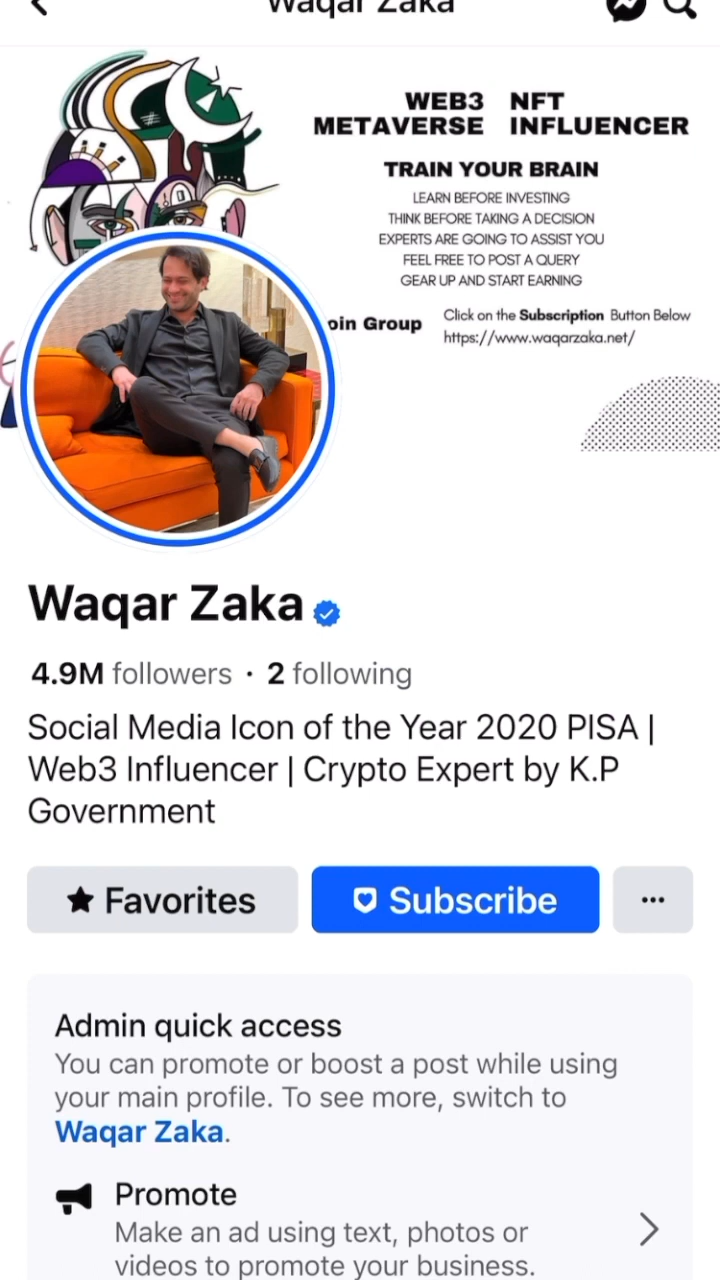 Waqar Zaka
WEB3 NFT
METAVERSE INFLUENCER
TRAIN YOUR BRAIN
LEARN BEFORE INVESTING
THINK BEFORE TAKING A DECISION
EXPERTS ARE GOING TO ASSIST YOU
FEEL FREE TO POST A QUERY
GEAR UP AND START EARNING
oin Group
Click on the Subscription Button Below
https://www.waqarzaka.net/
Waqar Zaka
4.9M followers · 2 following
Social Media Icon of the Year 2020 PISA |
Web3 Influencer | Crypto Expert by K.P
Government
Favorites
Subscribe
Admin quick access
You can promote or boost a post while using
your main profile. To see more, switch to
Waqar Zaka.
Promote
Make an ad using text, photos or
videos to promote your business.